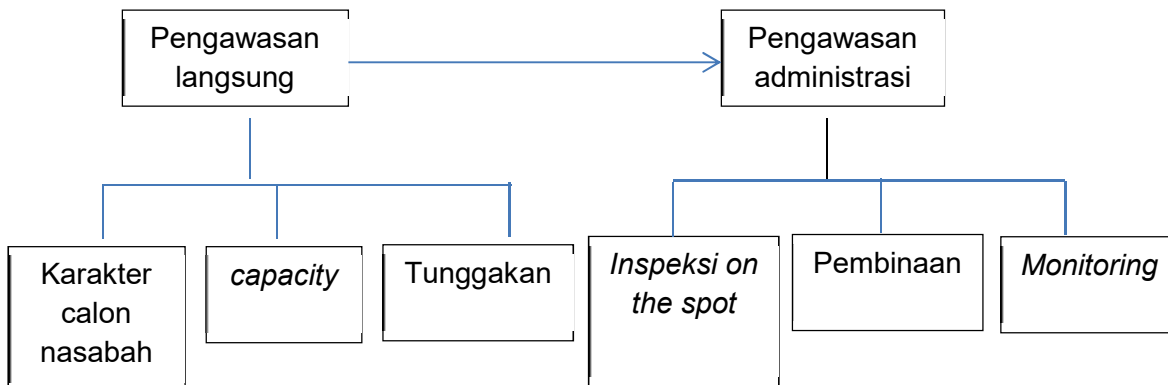 Pengawasan
langsung
Pengawasan
administrasi
Karakter
calon
nasabah
capacity
Tunggakan
Inspeksi on
the spot
Pembinaan
Monitoring